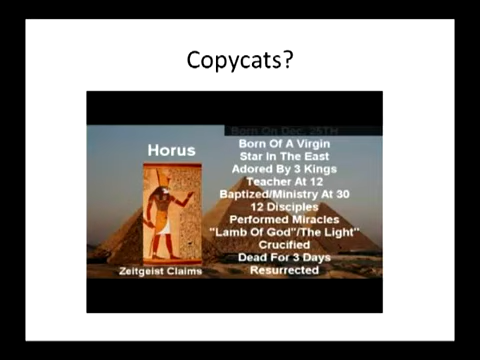 Copycats?
Born On Dec. 25TH
Horus
Born Of A Virgin
Star In The East
Adored By 3 Kings
Teacher At 12
Baptized/Ministry At 30
12 Disciples
Performed Miracles
"Lamb Of God"/The Light"
Crucified
Dead For 3 Days
Resurrected
Zeitgeist Claims